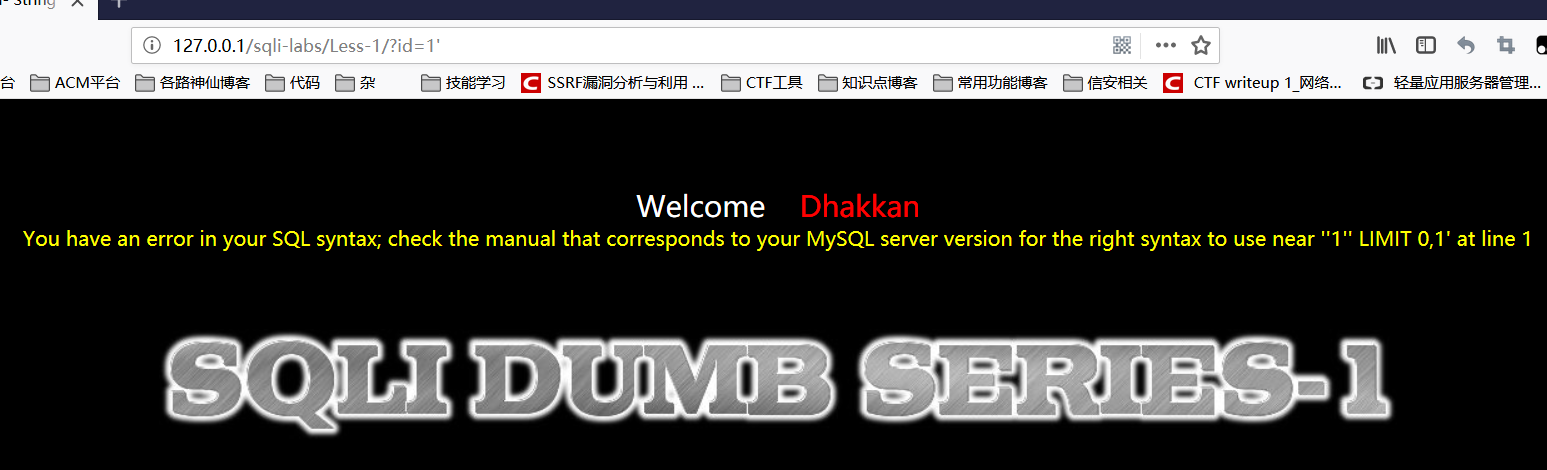 String
127.0.0.1/sqli-labs/Less-1/?id=1'
台 ACM平台 各路神仙博客 代码 杂 技能学习 SSRF漏洞分析与利用 ... CTF工具 知识点博客 常用功能博客 信安相关 CTF writeup 1_网络... 轻量应用服务器管理...
Welcome Dhakkan
You have an error in your SQL syntax; check the manual that corresponds to your MySQL server version for the right syntax to use near ''1'' LIMIT 0,1' at line 1
SQLI DUMB SERIES-1